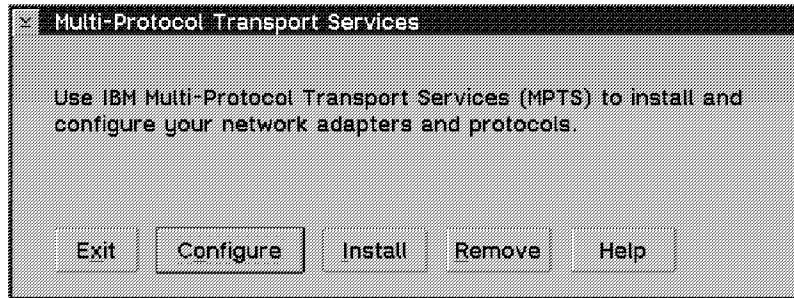 Multi-Protocol Transport Services
Use IBM Multi-Protocol Transport Services (MPTS) to install and
configure your network adapters and protocols.
Exit Configure Install Remove Help